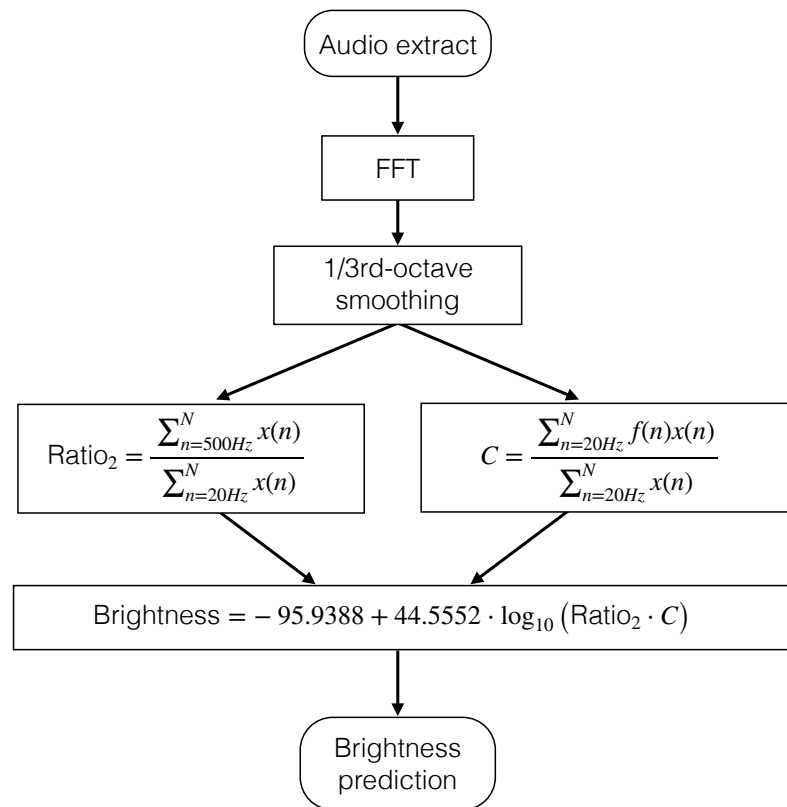 Audio extract
FFT
1/3rd-octave
smoothing
Ratio₂ = ∑_{n=500Hz}^{N} x(n) / ∑_{n=20Hz}^{N} x(n)
C = ∑_{n=20Hz}^{N} f(n)x(n) / ∑_{n=20Hz}^{N} x(n)
Brightness = − 95.9388 + 44.5552 · log₁₀ (Ratio₂ · C)
Brightness
prediction